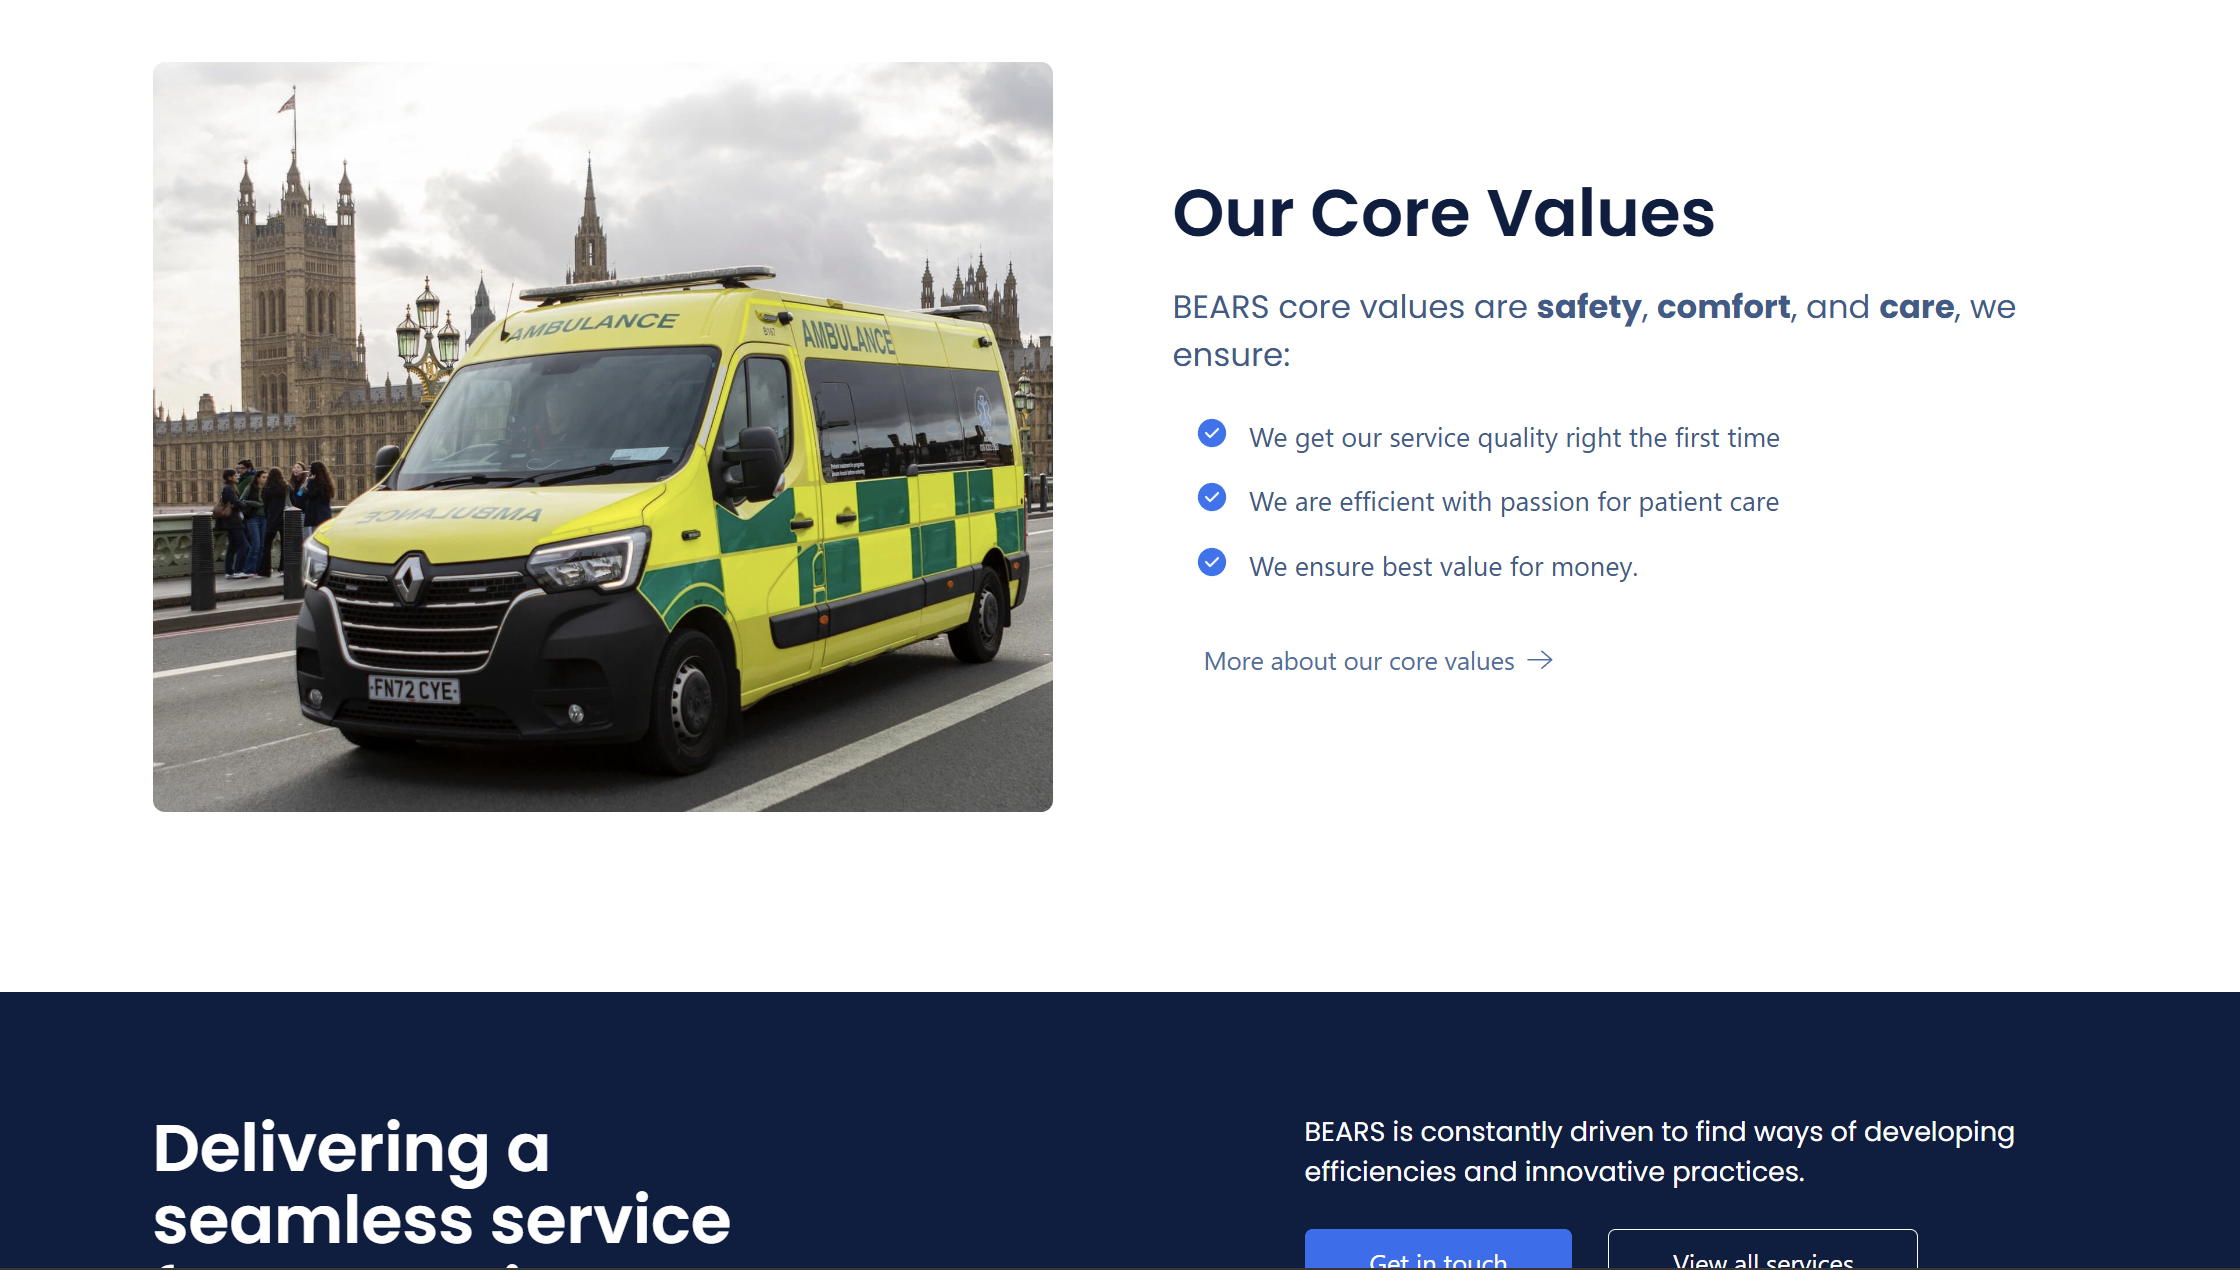 Our Core Values
BEARS core values are safety, comfort, and care, we
ensure:
We get our service quality right the first time
We are efficient with passion for patient care
We ensure best value for money.
More about our core values
AMBULANCE
AMBULANCE
B167
AMBULANCE
FN72 CYE
Delivering a
seamless service
BEARS is constantly driven to find ways of developing
efficiencies and innovative practices.
Get in touch
View all services